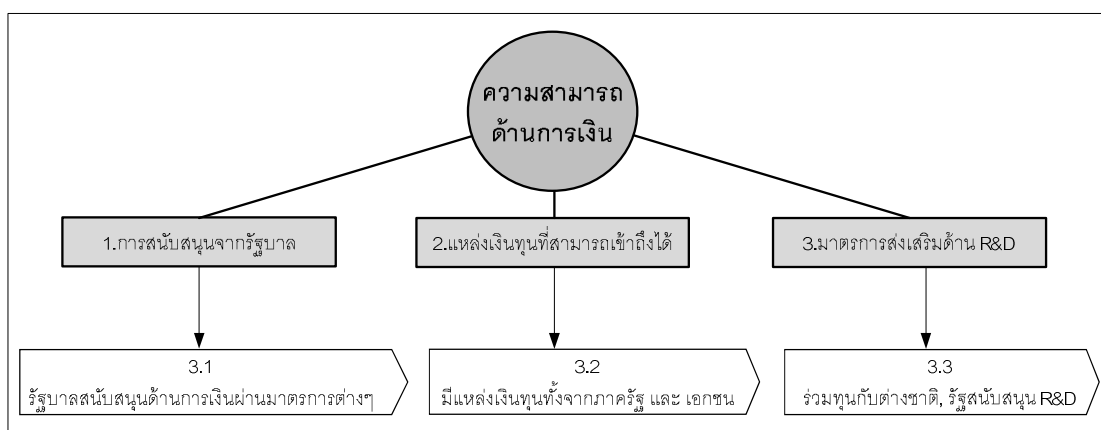 ความสามารถ
ด้านการเงิน
1.การสนับสนุนจากรัฐบาล
2.แหล่งเงินทุนที่สามารถเข้าถึงได้
3.มาตรการส่งเสริมด้าน R&D
3.1
รัฐบาลสนับสนุนด้านการเงินผ่านมาตรการต่างๆ
3.2
มีแหล่งเงินทุนทั้งจากภาครัฐ และ เอกชน
3.3
ร่วมทุนกับต่างชาติ, รัฐสนับสนุน R&D